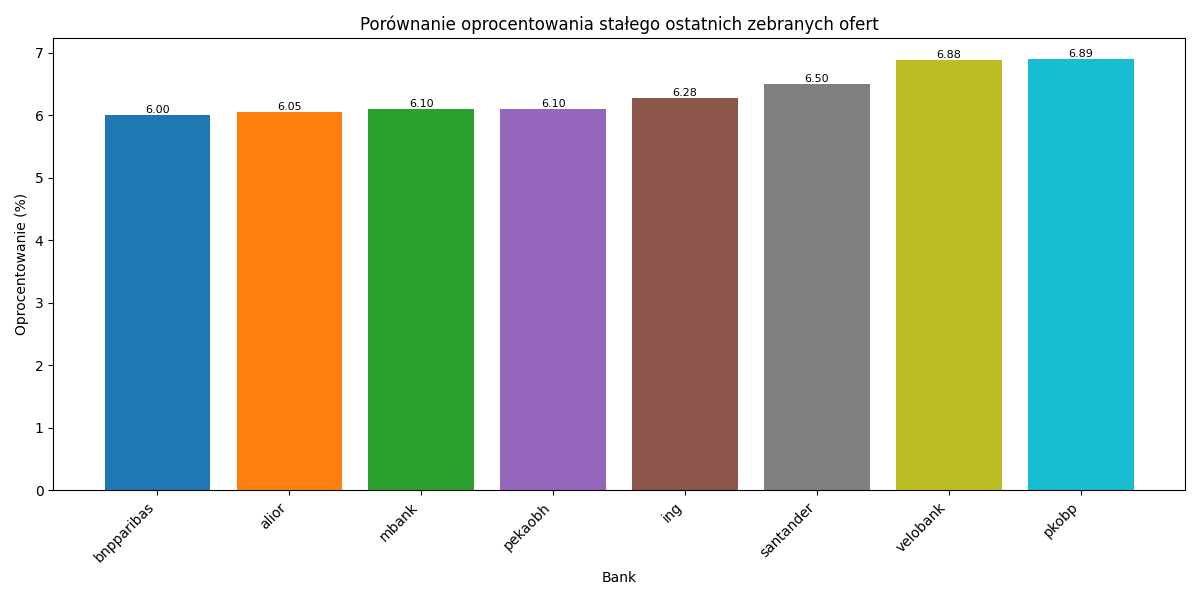 Porównanie oprocentowania stałego ostatnich zebranych ofert
Oprocentowanie (%)
7
6
5
4
3
2
1
0
6.00
6.05
6.10
6.10
6.28
6.50
6.88
6.89
bnpparibas
alior
mbank
pekaobh
ing
santander
velobank
pkobp
Bank